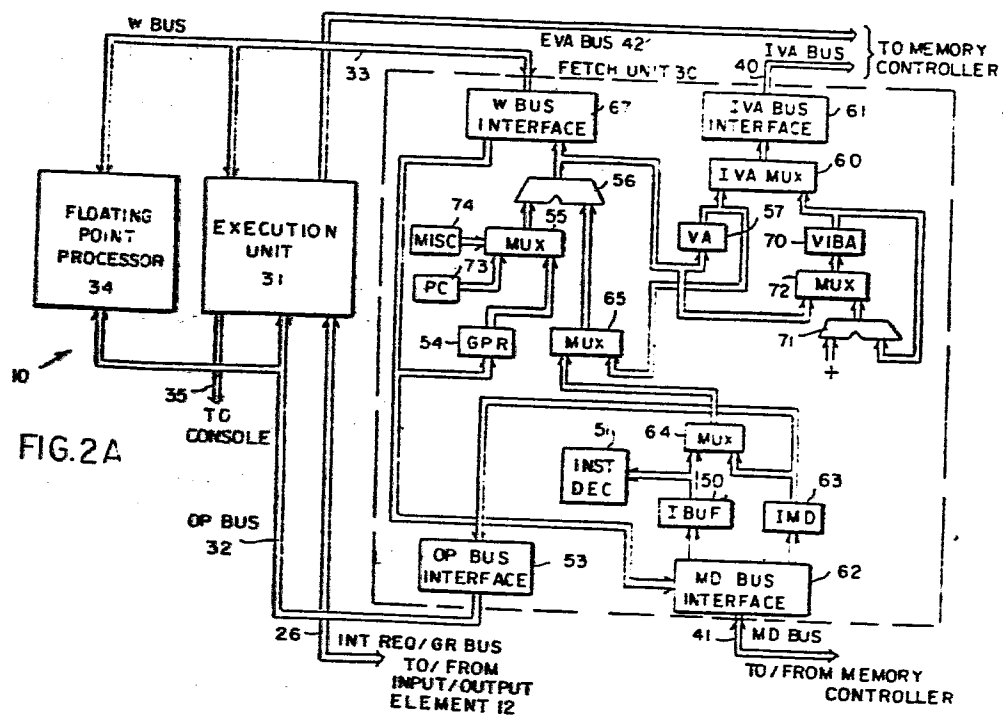 W BUS
33
EVA BUS 42'
IVA BUS
40
TO MEMORY
CONTROLLER
FETCH UNIT 3C
W BUS
INTERFACE
67
IVA BUS
INTERFACE
61
IVA MUX
60
56
FLOATING
POINT
PROCESSOR
34
EXECUTION
UNIT
31
74
MISC
55
MUX
73
PC
VA
57
70
VIBA
72
MUX
71
+
54
GPR
65
MUX
10
35
TO
CONSOLE
FIG.2A
64
MUX
INST
DEC
50
I BUF
63
IMD
OP BUS
32
OP BUS
INTERFACE
53
MD BUS
INTERFACE
62
26
INT REQ/GR BUS
TO/FROM
INPUT/OUTPUT
ELEMENT 12
41
MD BUS
TO/FROM MEMORY
CONTROLLER